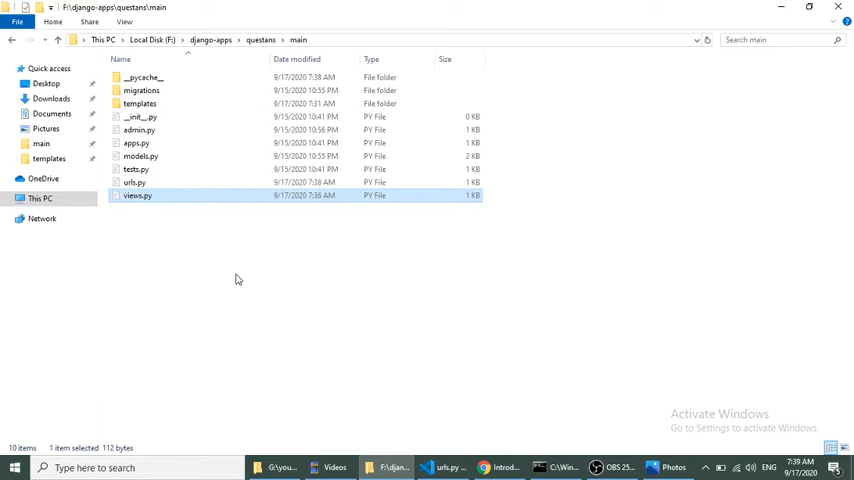 F:\django-apps\questans\main
File Home Share View
This PC Local Disk (F:) django-apps questans main Search main
Name Date modified Type Size
Quick access
Desktop
Downloads
Documents
Pictures
main
templates
OneDrive
This PC
Network
__pycache__ 9/17/2020 7:38 AM File folder
migrations 9/15/2020 10:55 PM File folder
templates 9/17/2020 7:31 AM File folder
__init__.py 9/15/2020 10:41 PM PY File 0 KB
admin.py 9/15/2020 10:56 PM PY File 1 KB
apps.py 9/15/2020 10:41 PM PY File 1 KB
models.py 9/15/2020 10:55 PM PY File 2 KB
tests.py 9/15/2020 10:41 PM PY File 1 KB
urls.py 9/17/2020 7:38 AM PY File 1 KB
views.py 9/17/2020 7:36 AM PY File 1 KB
Activate Windows
Go to Settings to activate Windows.
10 items 1 item selected 112 bytes
Type here to search G:\you... Videos F:\djan... urls.py ... Introd... C:\Win... OBS 25... Photos ENG 7:39 AM
9/17/2020 5